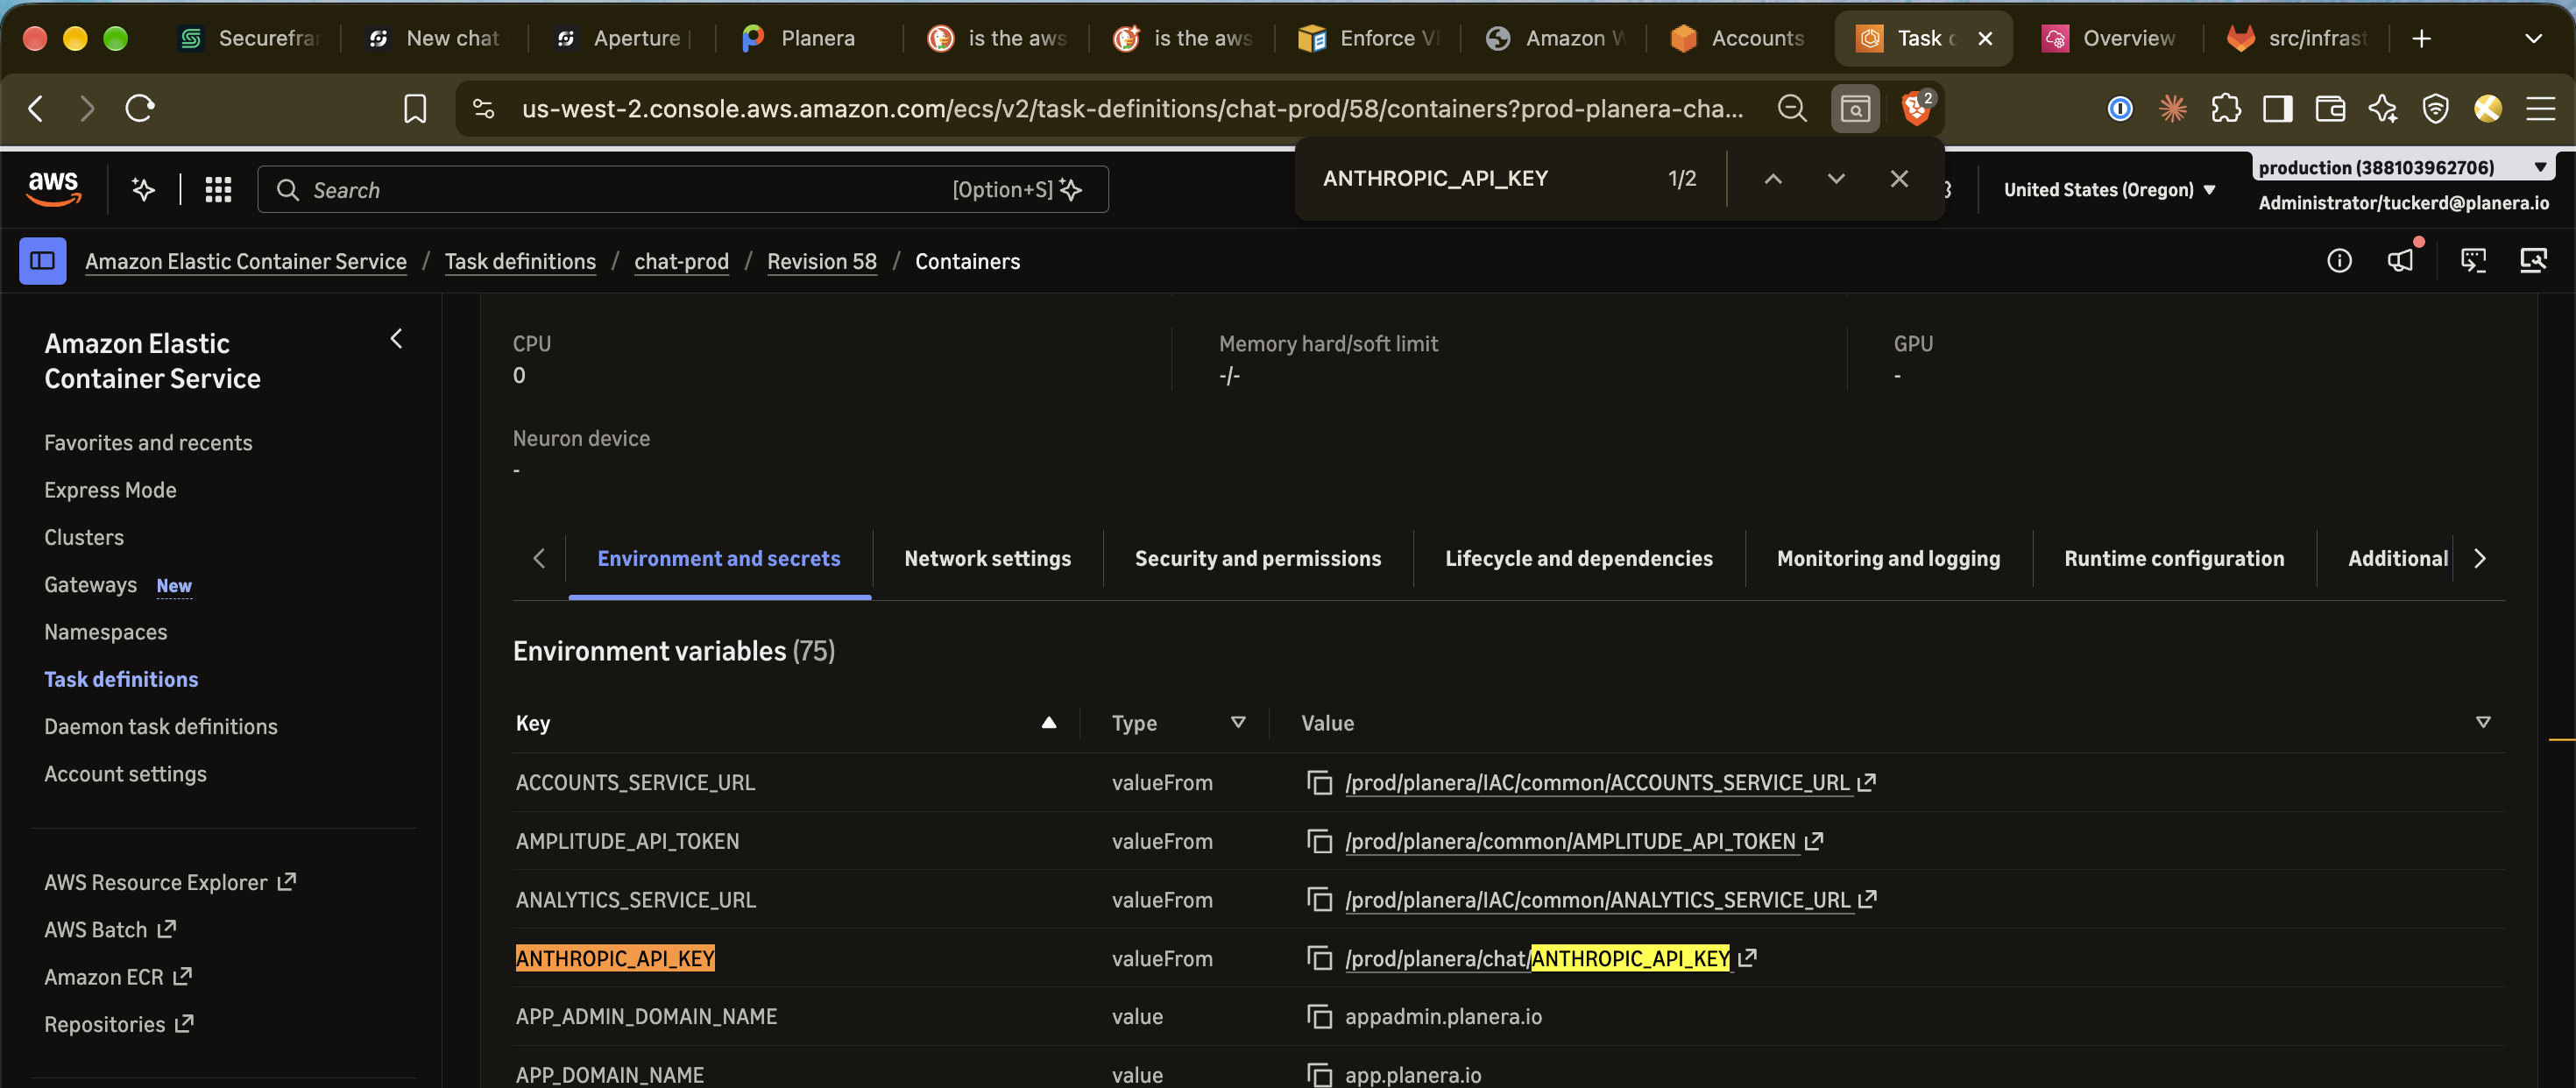 Securefra
New chat
Aperture
Planera
is the aws
is the aws
Enforce
Amazon
Accounts
Task
Overview
src/infrast
us-west-2.console.aws.amazon.com/ecs/v2/task-definitions/chat-prod/58/containers?prod-planera-cha...
2
ANTHROPIC_API_KEY 1/2
aws
Search [Option+S]
United States (Oregon)
production (388103962706)
Administrator/tuckerd@planera.io
Amazon Elastic Container Service / Task definitions / chat-prod / Revision 58 / Containers
Amazon Elastic
Container Service
Favorites and recents
Express Mode
Clusters
Gateways New
Namespaces
Task definitions
Daemon task definitions
Account settings
AWS Resource Explorer
AWS Batch
Amazon ECR
Repositories
CPU
0
Memory hard/soft limit
-/-
GPU
-
Neuron device
-
Environment and secrets
Network settings
Security and permissions
Lifecycle and dependencies
Monitoring and logging
Runtime configuration
Additional
Environment variables (75)
Key Type Value
ACCOUNTS_SERVICE_URL valueFrom /prod/planera/IAC/common/ACCOUNTS_SERVICE_URL
AMPLITUDE_API_TOKEN valueFrom /prod/planera/common/AMPLITUDE_API_TOKEN
ANALYTICS_SERVICE_URL valueFrom /prod/planera/IAC/common/ANALYTICS_SERVICE_URL
ANTHROPIC_API_KEY valueFrom /prod/planera/chat/ANTHROPIC_API_KEY
APP_ADMIN_DOMAIN_NAME value appadmin.planera.io
APP_DOMAIN_NAME value app.planera.io